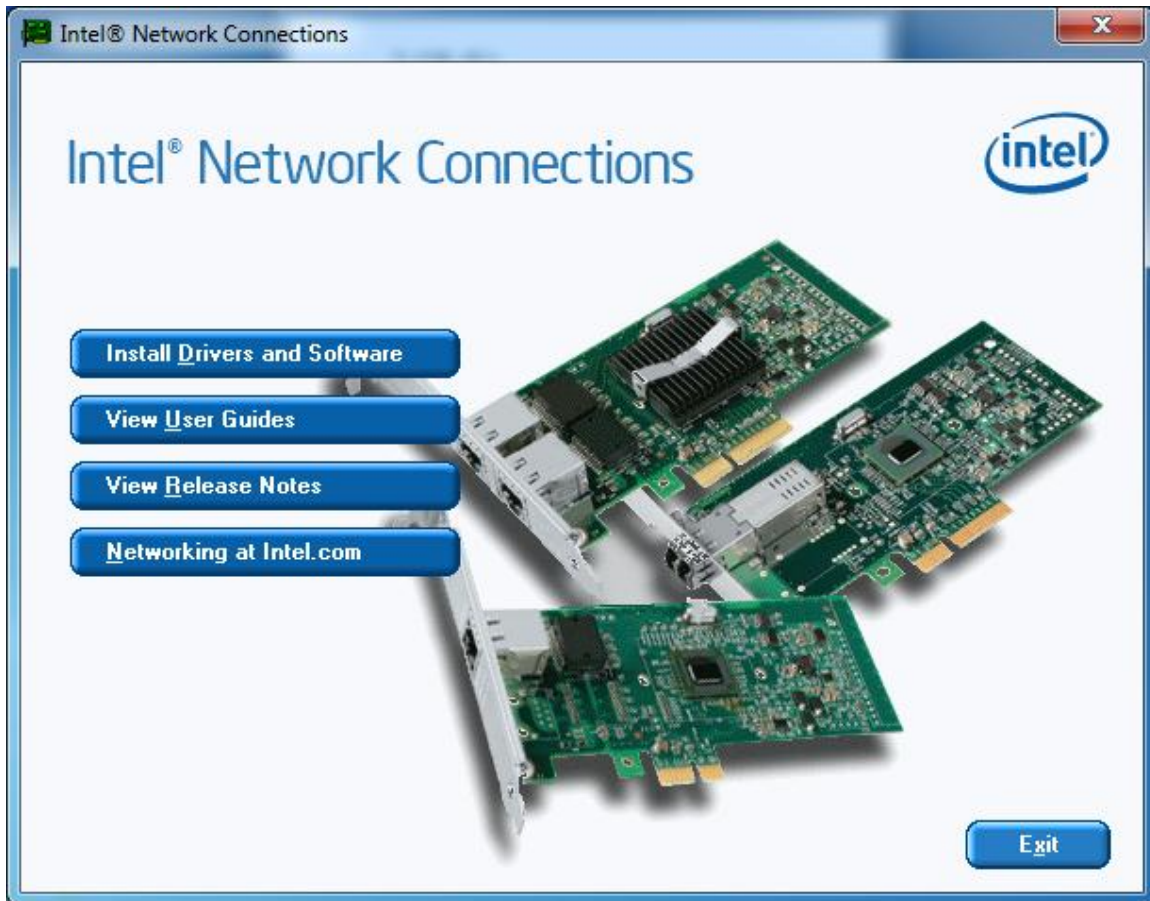 Intel® Network Connections
Intel® Network Connections
intel
Install Drivers and Software
View User Guides
View Release Notes
Networking at Intel.com
Exit